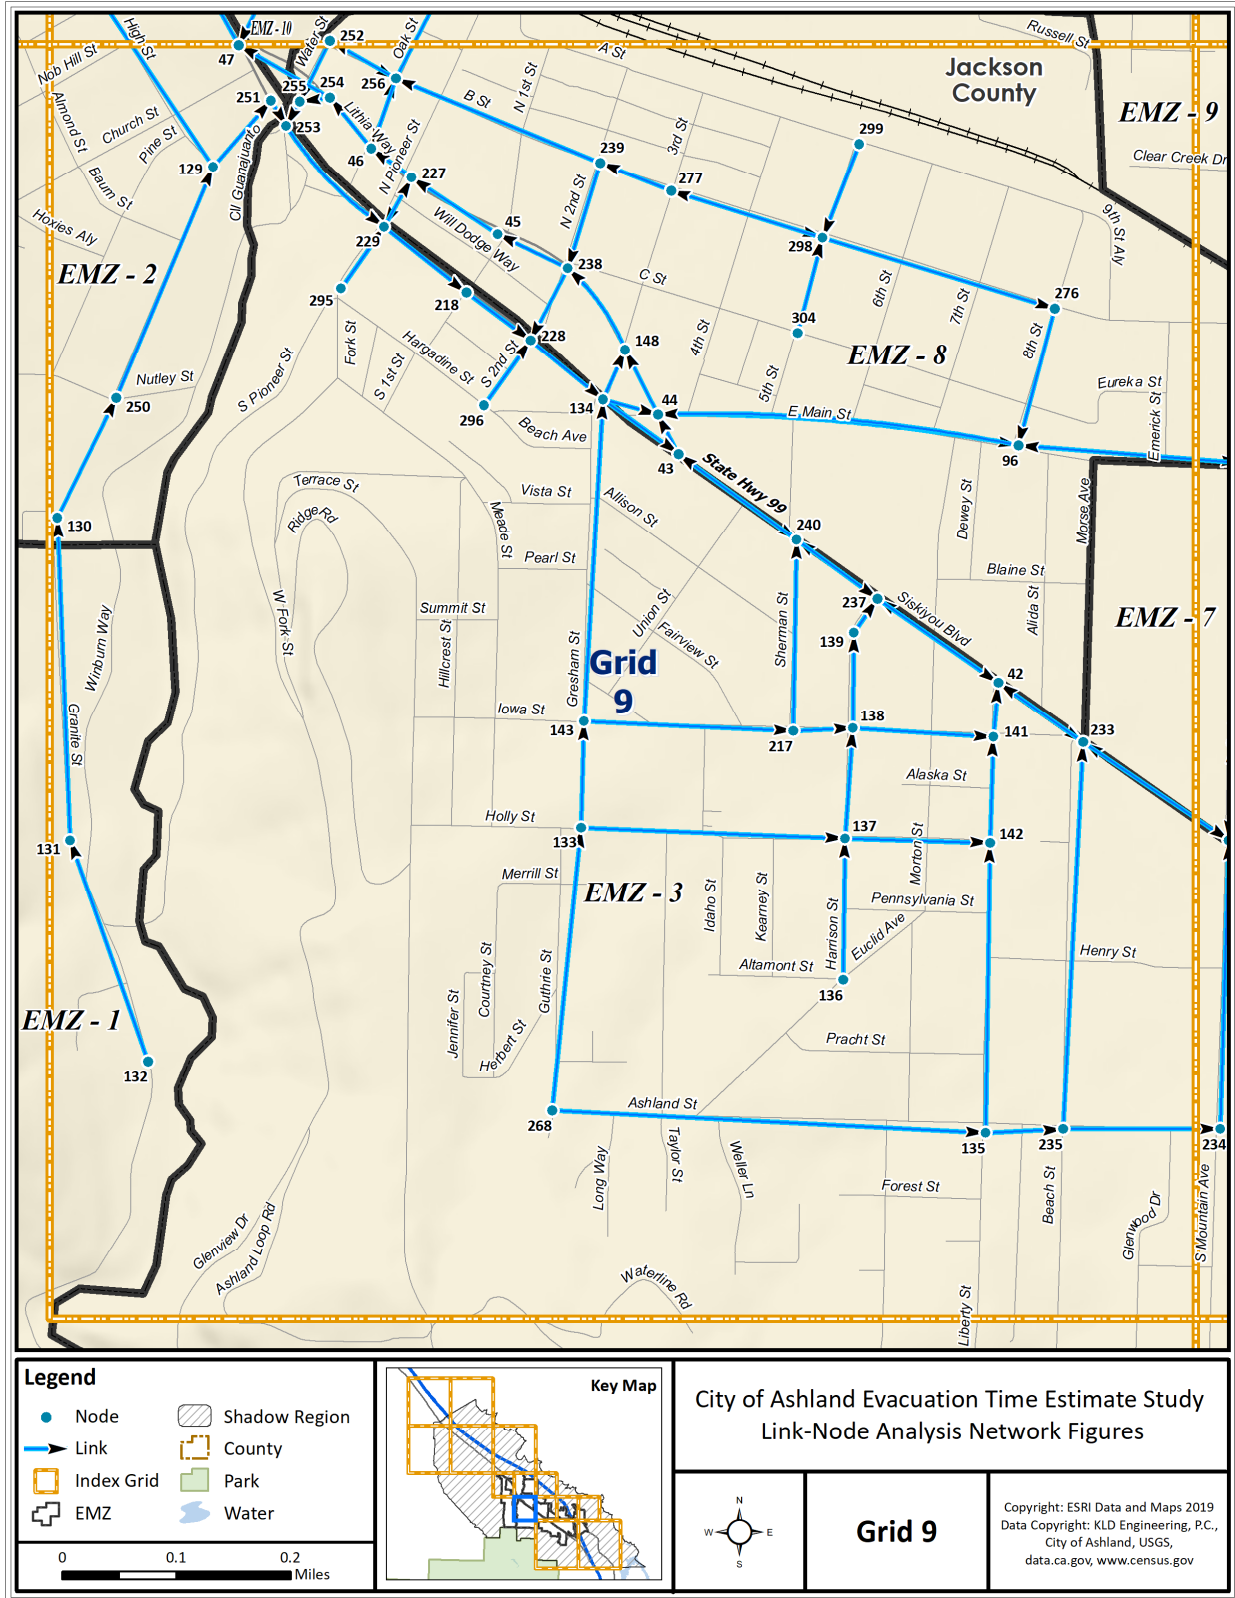 High St
EMZ - 10
Water St
252
Oak St
A St
Russell St
47
Nob Hill St
Jackson
County
EMZ - 9
256
B St
N 1st St
255
254
251
253
Almond St
Church St
Pine St
Lithia Way
46
N Pioneer St
3rd St
299
Clear Creek Dr
129
Baum St
Cll Guanajuanto
227
239
277
Hoxies Aly
N 2nd St
45
Will Dodge Way
229
298
9th St Aly
EMZ - 2
238
C St
295
218
6th St
7th St
276
304
8th St
Fork St
228
148
4th St
EMZ - 8
Hargadine St
S 2nd St
S 1st St
Nutley St
S Pioneer St
250
5th St
Eureka St
Emerick St
296
134
44
E Main St
Beach Ave
43
96
State Hwy 99
Terrace St
Vista St
Allison St
Dewey St
Morse Ave
Ridge Rd
Meade St
130
240
Pearl St
Blaine St
W Fork St
Summit St
Union St
237
Siskiyou Blvd
Alida St
EMZ - 7
Winburn Way
Hillcrest St
Gresham St
Fairview St
Sherman St
139
Grid
9
42
Granite St
Iowa St
143
217
138
141
233
Alaska St
Holly St
133
137
142
131
Morton St
Merrill St
EMZ - 3
Idaho St
Kearney St
Pennsylvania St
Harrison St
Euclid Ave
Courtney St
Guthrie St
Altamont St
Henry St
136
EMZ - 1
Jennifer St
Herbert St
Pracht St
132
268
Ashland St
135
235
234
Long Way
Taylor St
Weller Ln
Forest St
Beach St
Glenwood Dr
S Mountain Ave
Glenview Dr
Ashland Loop Rd
Waterline Rd
Liberty St
Legend
Node
Link
Index Grid
EMZ
Shadow Region
County
Park
Water
0
0.1
0.2
Miles
Key Map
City of Ashland Evacuation Time Estimate Study
Link-Node Analysis Network Figures
N
W
E
S
Grid 9
Copyright: ESRI Data and Maps 2019
Data Copyright: KLD Engineering, P.C.,
City of Ashland, USGS,
data.ca.gov, www.census.gov